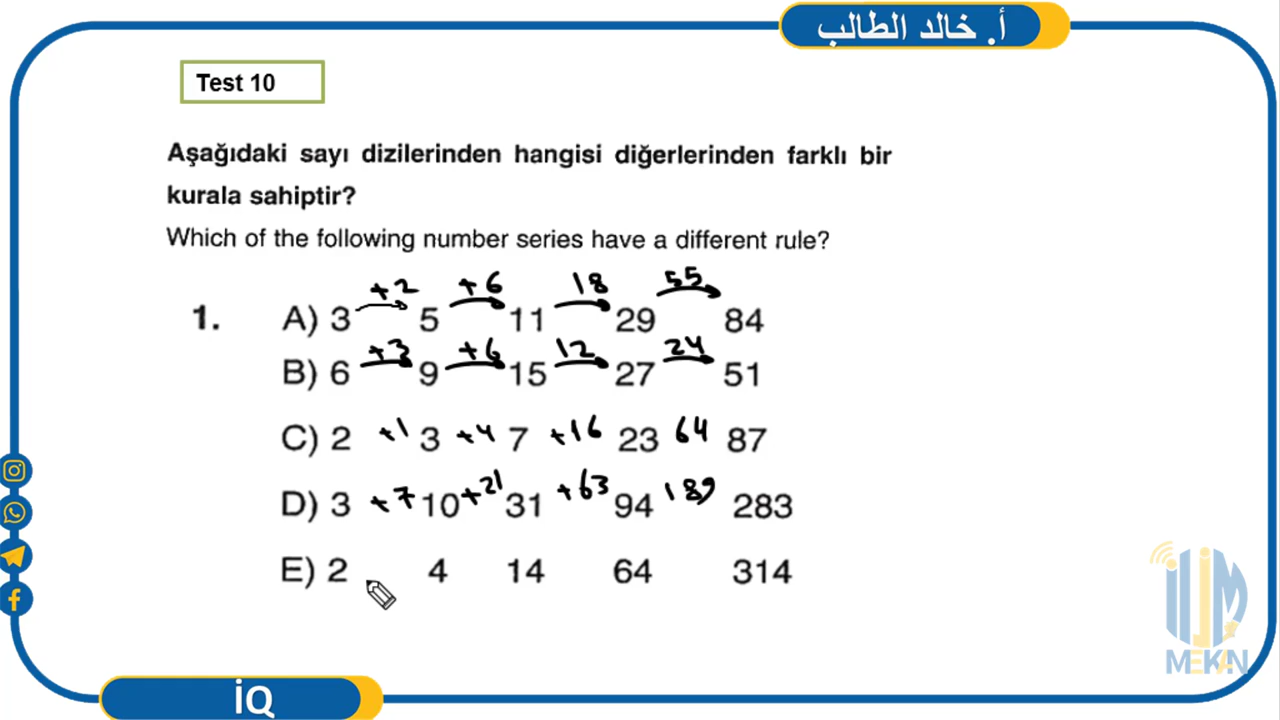 أ. خالد الطالب
Test 10
Aşağıdaki sayı dizilerinden hangisi diğerlerinden farklı bir
kurala sahiptir?
Which of the following number series have a different rule?
+2 +6 18 55
1. A) 3 5 11 29 84
+3 +6 12 24
B) 6 9 15 27 51
C) 2 +1 3 +4 7 +16 23 64 87
D) 3 +7 10 +21 31 +63 94 189 283
E) 2 4 14 64 314
MEKAN
İQ